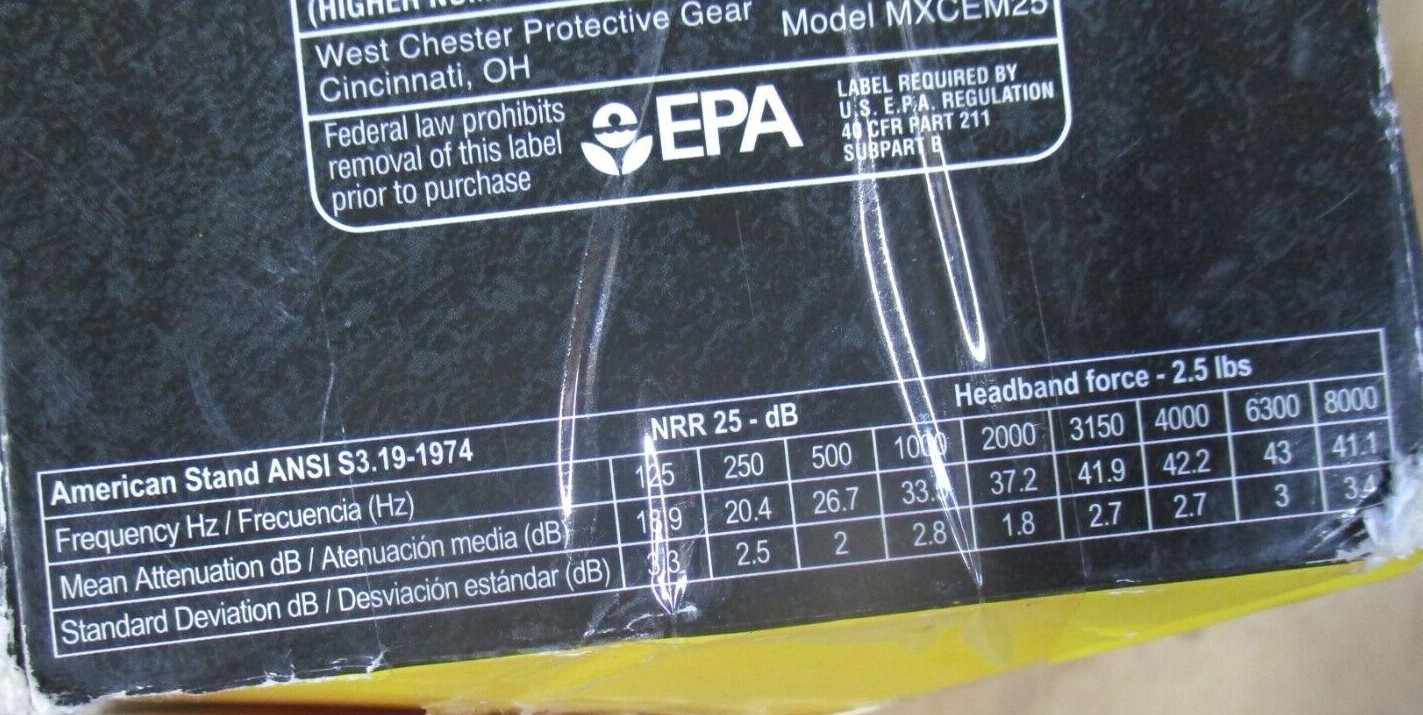 (HIGHER
West Chester Protective Gear Model MXCEM25
Cincinnati, OH
Federal law prohibits
removal of this label
prior to purchase
EPA
LABEL REQUIRED BY
U.S. E.P.A. REGULATION
40 CFR PART 211
SUBPART B
American Stand ANSI S3.19-1974 NRR 25 - dB Headband force - 2.5 lbs
Frequency Hz / Frecuencia (Hz) 125 250 500 1000 2000 3150 4000 6300 8000
Mean Attenuation dB / Atenuación media (dB) 20.4 26.7 37.2 41.9 42.2 43 41.1
Standard Deviation dB / Desviación estándar (dB) 3.3 2.5 2 2.8 1.8 2.7 2.7 3 3.4